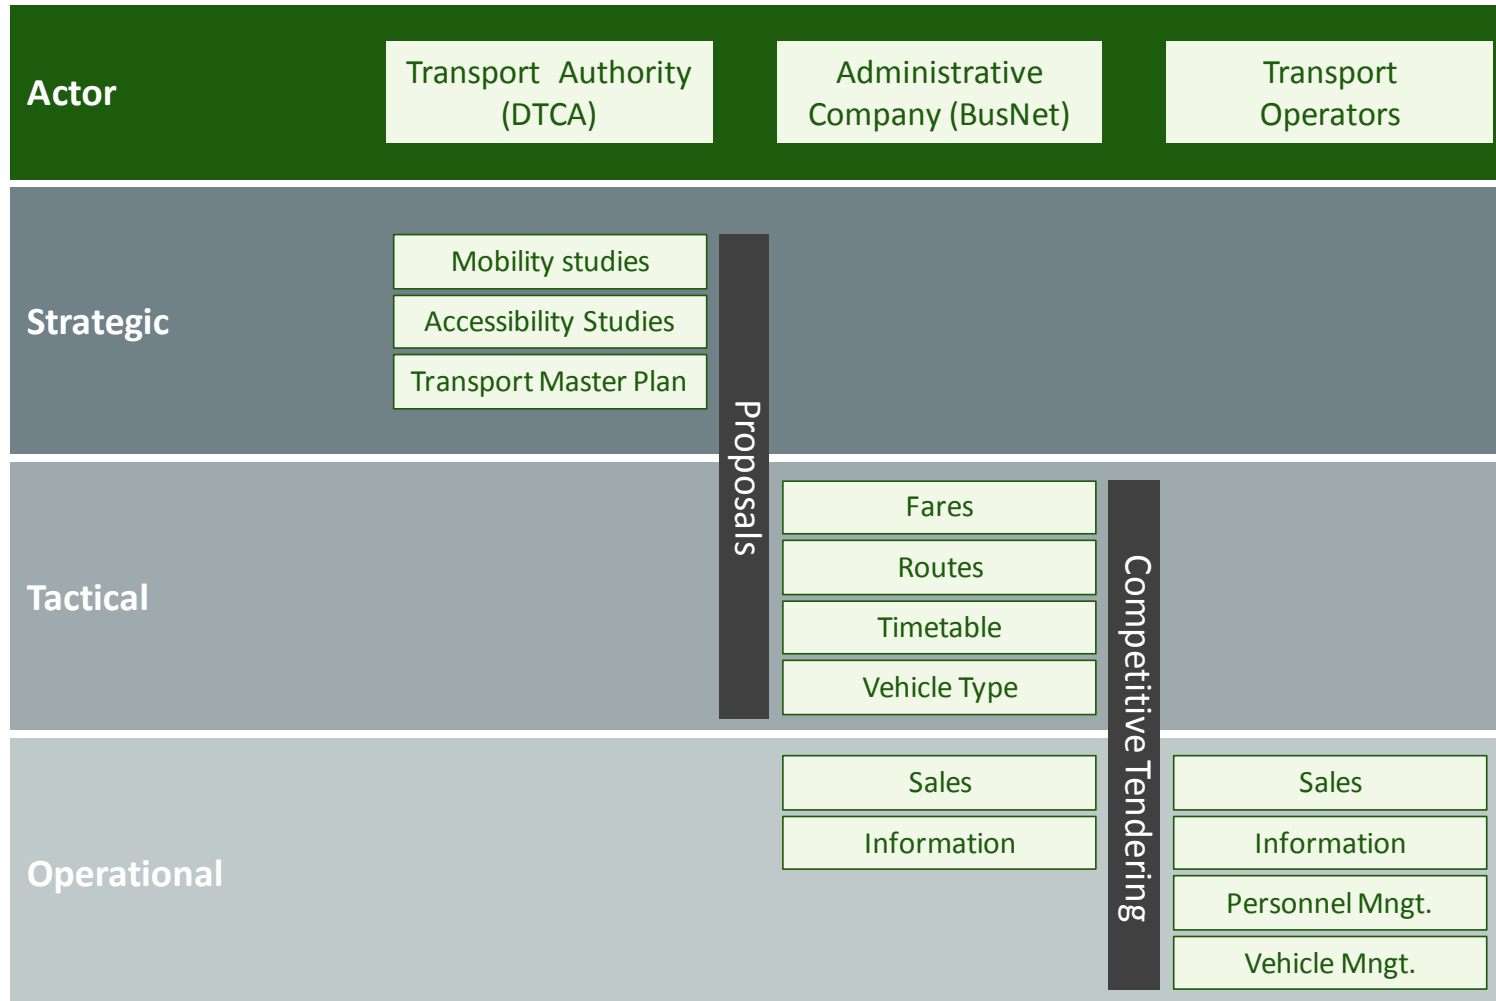 Actor
Transport Authority
(DTCA)
Administrative
Company (BusNet)
Transport
Operators
Strategic
Mobility studies
Accessibility Studies
Transport Master Plan
Proposals
Tactical
Fares
Routes
Timetable
Vehicle Type
Competitive Tendering
Operational
Sales
Information
Sales
Information
Personnel Mngt.
Vehicle Mngt.